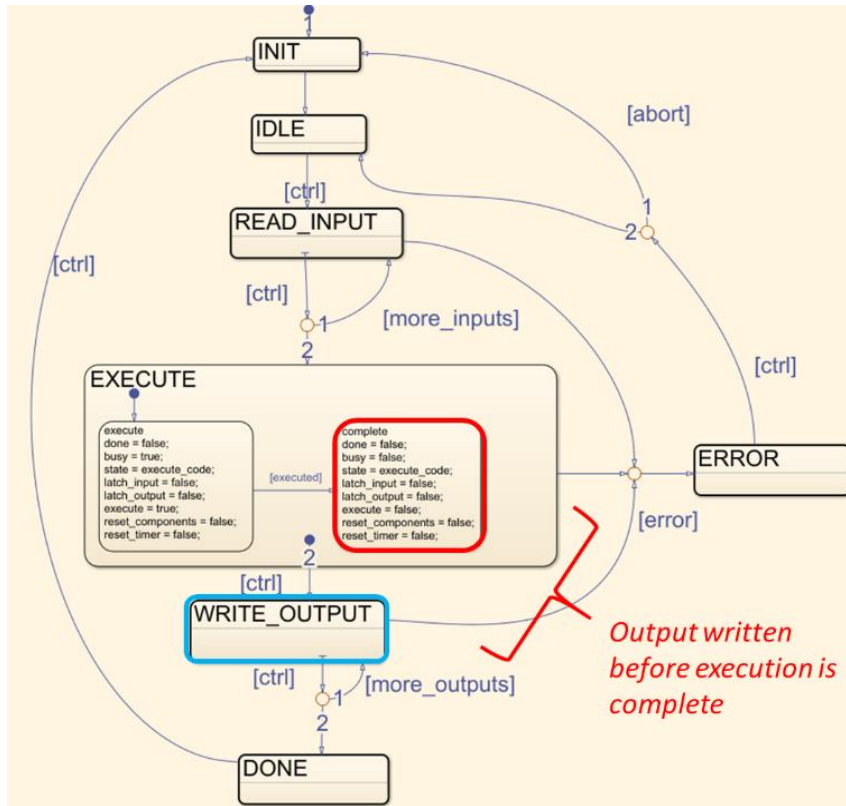 1
INIT
[abort]
IDLE
[ctrl]
1
2
READ_INPUT
[ctrl]
[ctrl]
1
[more_inputs]
2
[ctrl]
EXECUTE
execute
done = false;
busy = true;
state = execute_code;
latch_input = false;
latch_output = false;
execute = true;
reset_components = false;
reset_timer = false;
[executed]
complete
done = false;
busy = false;
state = execute_code;
latch_input = false;
latch_output = false;
execute = false;
reset_components = false;
reset_timer = false;
ERROR
[error]
2
[ctrl]
WRITE_OUTPUT
[ctrl]
1
[more_outputs]
2
DONE
Output written
before execution is
complete